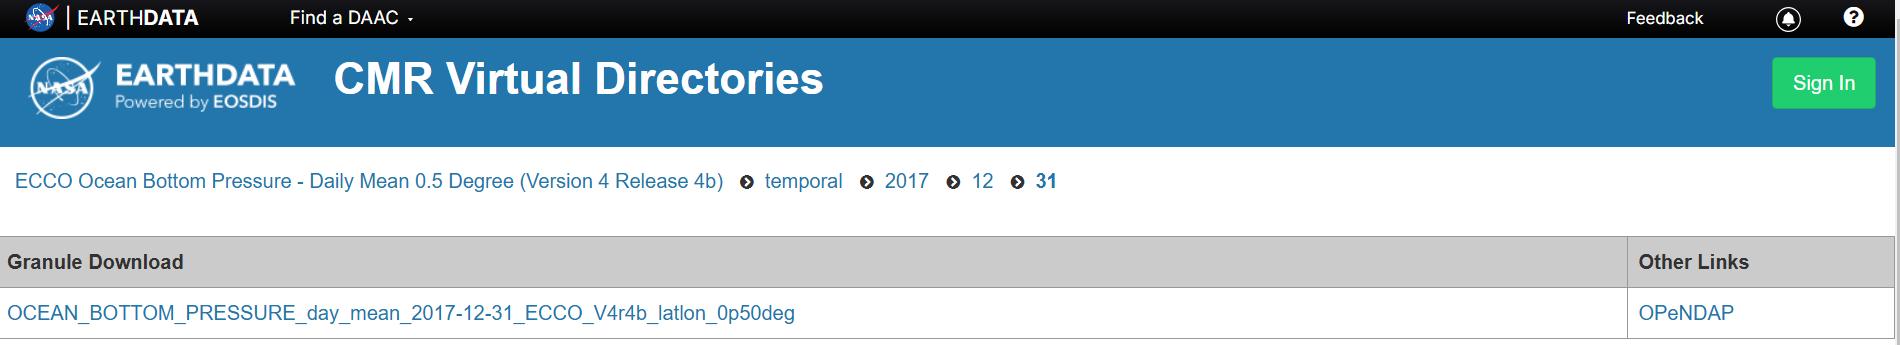 NASA EARTHDATA Find a DAAC Feedback ?
NASA EARTHDATA Powered by EOSDIS CMR Virtual Directories Sign In
ECCO Ocean Bottom Pressure - Daily Mean 0.5 Degree (Version 4 Release 4b) temporal 2017 12 31
Granule Download Other Links
OCEAN_BOTTOM_PRESSURE_day_mean_2017-12-31_ECCO_V4r4b_latlon_0p50deg OPeNDAP